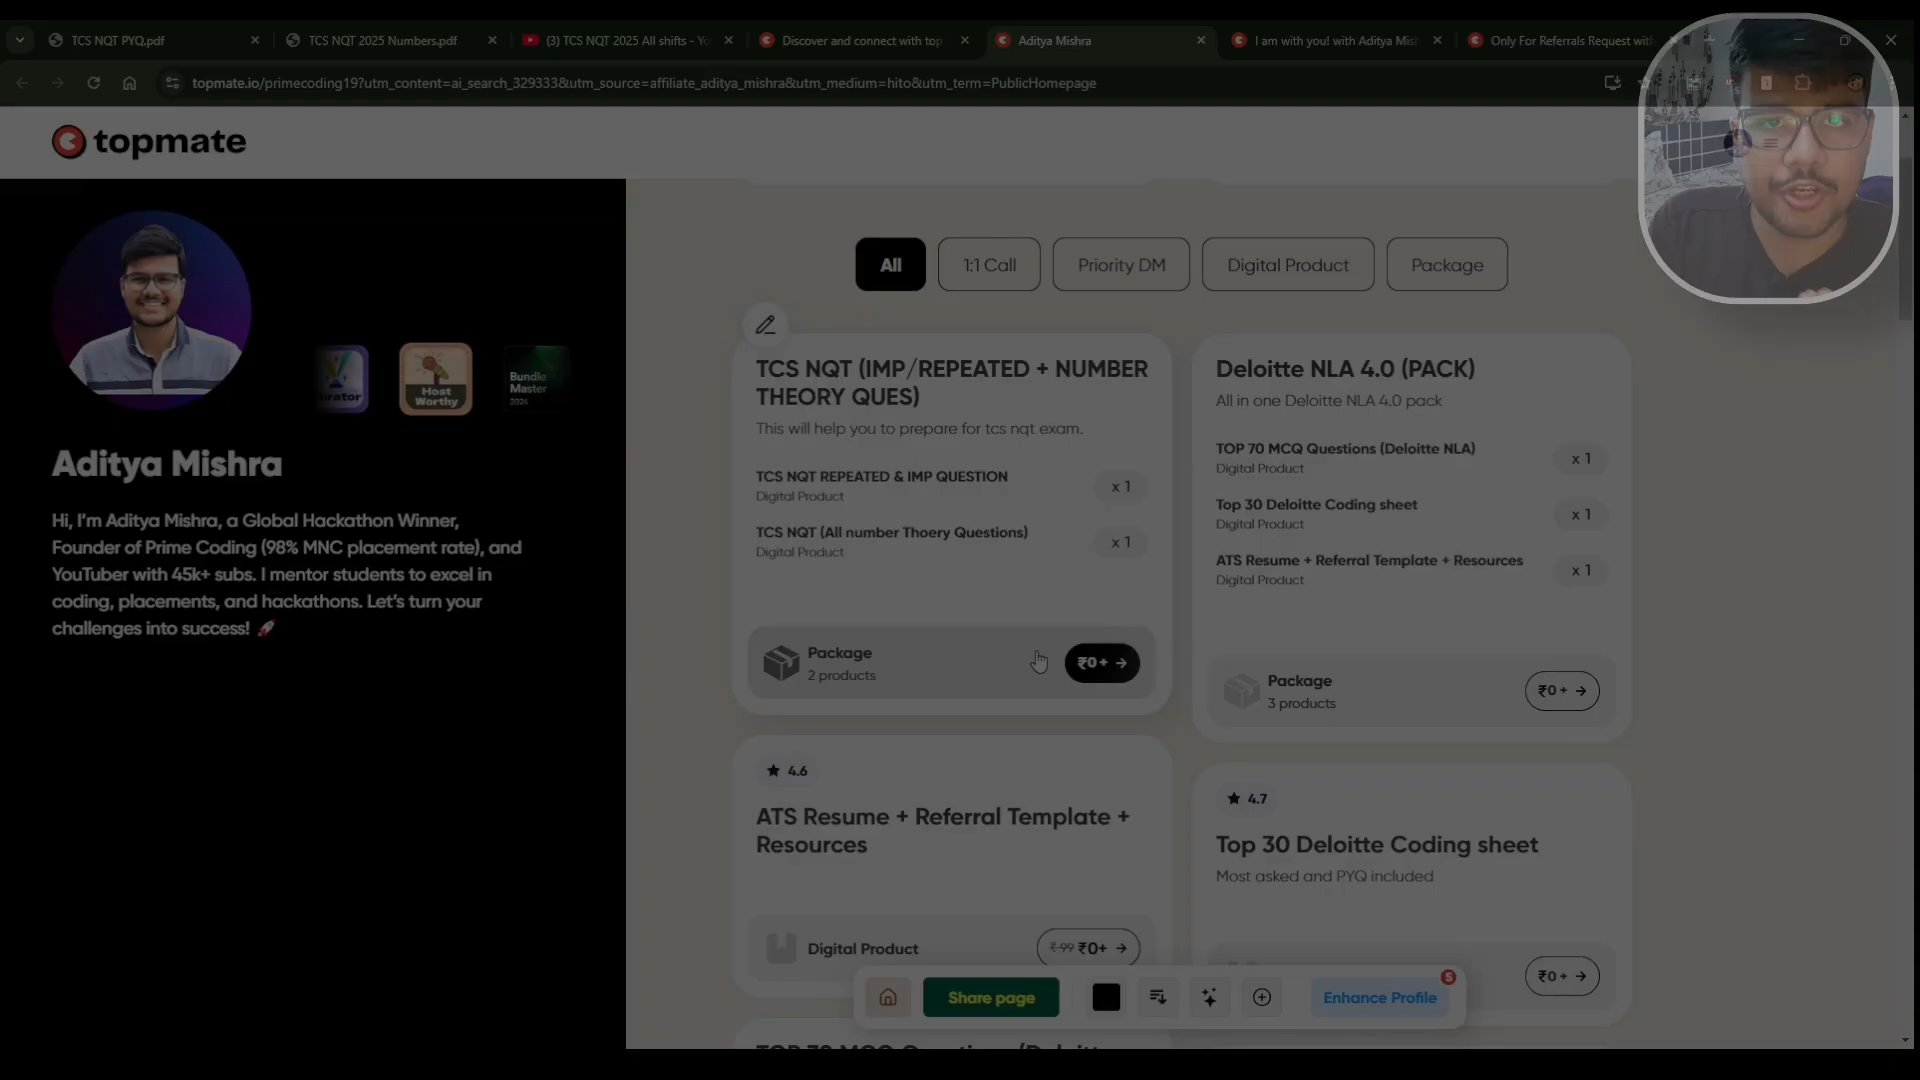 TCS NQT PYQ.pdf
TCS NQT 2025 Numbers.pdf
(3) TCS NQT 2025 All shifts - Yo
Discover and connect with top
Aditya Mishra
I am with you! with Aditya Mis
Only For Referrals Request with
topmate.io/primecoding19?utm_content=ai_search_329333&utm_source=affiliate_aditya_mishra&utm_medium=hito&utm_term=PublicHomepage
topmate
Host
Worthy
Bundle
Master
2024
Aditya Mishra
Hi, I'm Aditya Mishra, a Global Hackathon Winner,
Founder of Prime Coding (98% MNC placement rate), and
YouTuber with 45k+ subs. I mentor students to excel in
coding, placements, and hackathons. Let's turn your
challenges into success! 🚀
All
1:1 Call
Priority DM
Digital Product
Package
TCS NQT (IMP/REPEATED + NUMBER
THEORY QUES)
This will help you to prepare for tcs nqt exam.
TCS NQT REPEATED & IMP QUESTION
Digital Product
x 1
TCS NQT (All number Thoery Questions)
Digital Product
x 1
Package
2 products
₹0+ →
Deloitte NLA 4.0 (PACK)
All in one Deloitte NLA 4.0 pack
TOP 70 MCQ Questions (Deloitte NLA)
Digital Product
x 1
Top 30 Deloitte Coding sheet
Digital Product
x 1
ATS Resume + Referral Template + Resources
Digital Product
x 1
Package
3 products
₹0+ →
4.6
ATS Resume + Referral Template +
Resources
Digital Product
₹99 ₹0+ →
4.7
Top 30 Deloitte Coding sheet
Most asked and PYQ included
₹0+ →
Share page
Enhance Profile
5